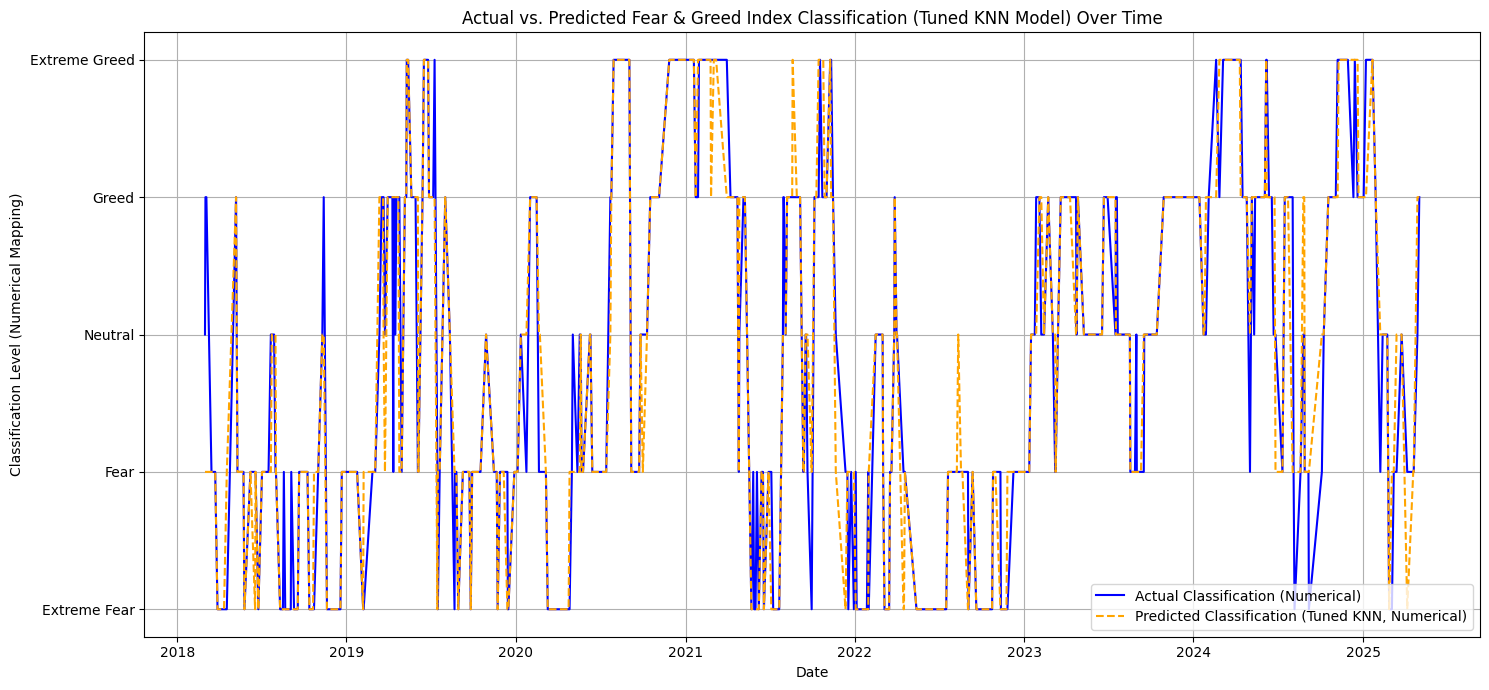 Actual vs. Predicted Fear & Greed Index Classification (Tuned KNN Model) Over Time
Classification Level (Numerical Mapping)
Extreme Greed
Greed
Neutral
Fear
Extreme Fear
Actual Classification (Numerical)
Predicted Classification (Tuned KNN, Numerical)
2018 2019 2020 2021 2022 2023 2024 2025
Date